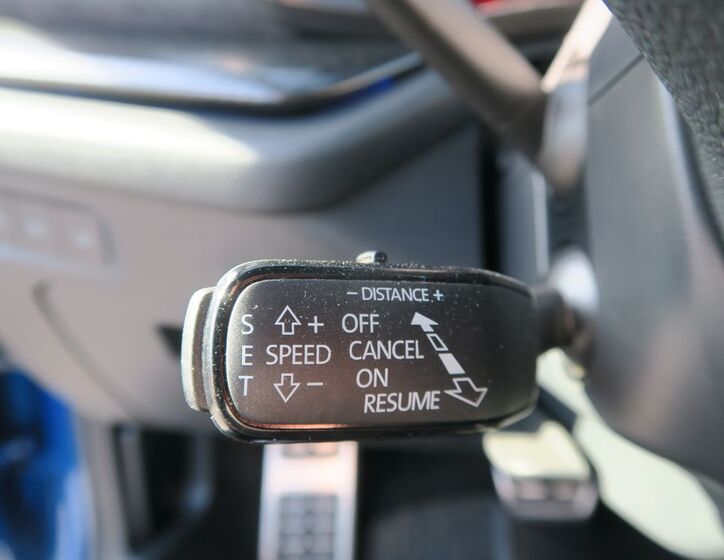 − DISTANCE +
S + OFF
E SPEED CANCEL
T − ON
RESUME